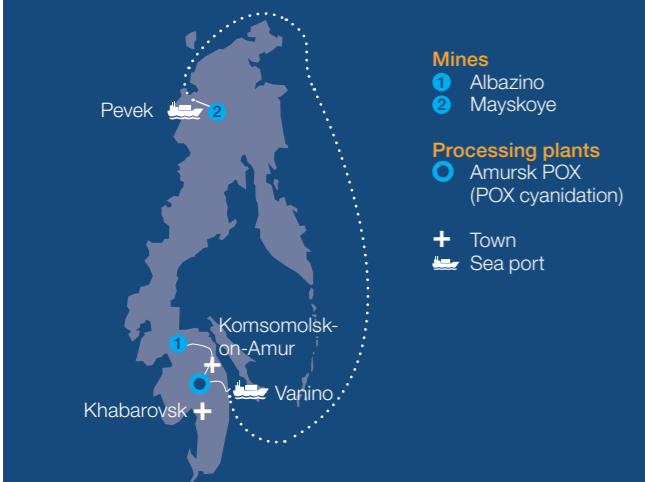 Pevek
2
1
Komsomolsk-
on-Amur
Vanino
Khabarovsk
Mines
1 Albazino
2 Mayskoye
Processing plants
Amursk POX
(POX cyanidation)
Town
Sea port